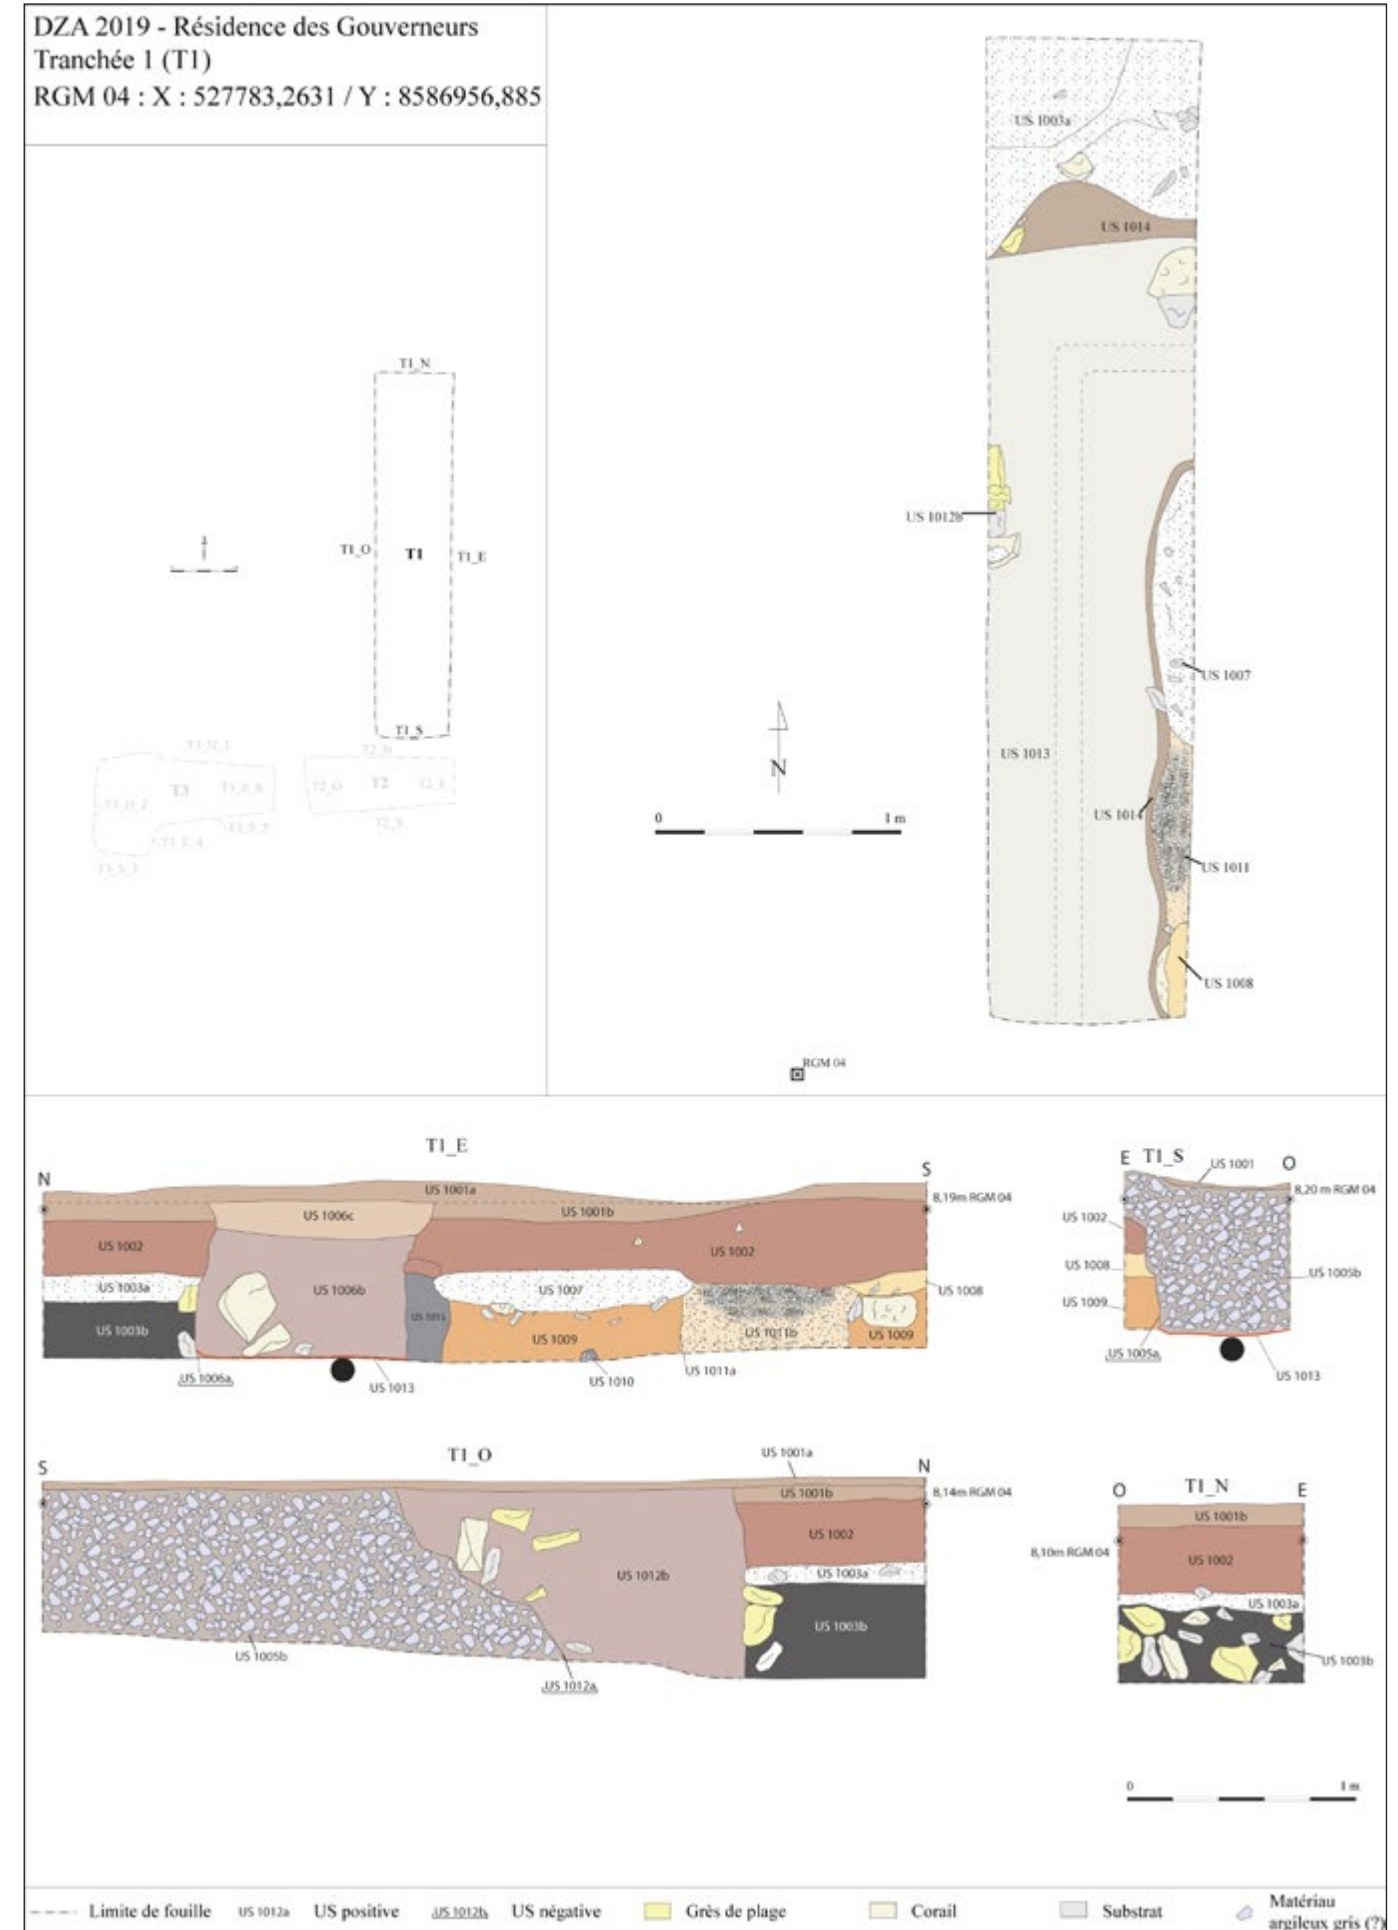 DZA 2019 - Résidence des Gouverneurs
Tranchée 1 (T1)
RGM 04 : X : 527783,2631 / Y : 8586956,885
T1_N
T1_O
T1
T1_E
T1_S
T3
T2_O
T2
T2_S
US 1003a
US 1014
US 1012b
US 1007
US 1013
US 1014
US 1011
US 1008
N
0
1 m
RGM 04
T1_E
N
S
US 1001a
8,19m RGM 04
US 1006c
US 1001b
US 1002
US 1002
US 1003a
US 1006b
US 1007
US 1008
US 1003b
US 1015
US 1009
US 1011b
US 1009
US 1006a
US 1013
US 1010
US 1011a
E
T1_S
US 1001
O
8,20 m RGM 04
US 1002
US 1008
US 1005b
US 1009
US 1005a
US 1013
T1_O
S
N
US 1001a
US 1001b
8,14m RGM 04
US 1002
US 1012b
US 1003a
US 1003b
US 1005b
US 1012a
O
T1_N
E
US 1001b
8,10m RGM 04
US 1002
US 1003a
US 1003b
0
1 m
Limite de fouille
US 1012a
US positive
US 1012b
US négative
Grès de plage
Corail
Substrat
Matériau
argileux gris (?)